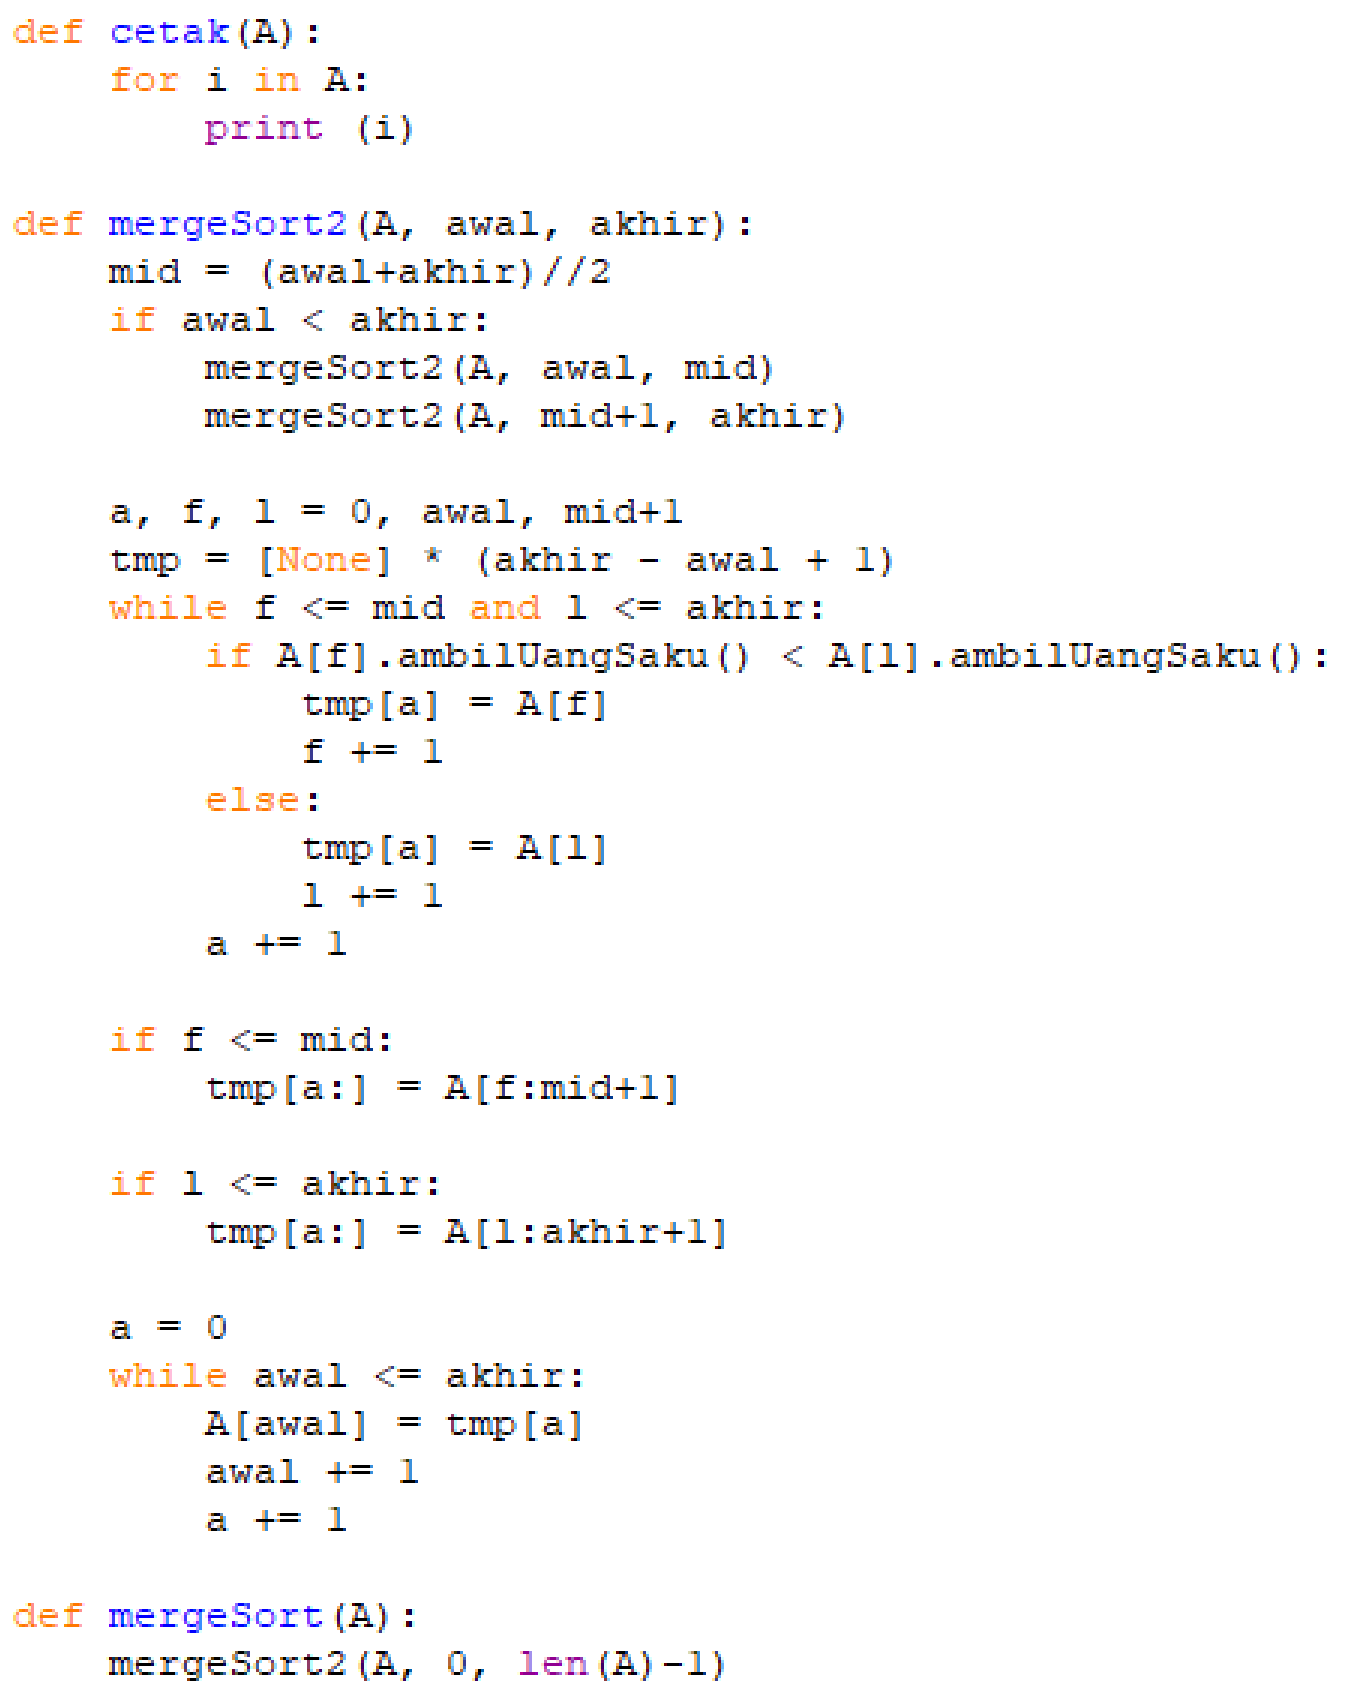 def cetak(A):
    for i in A:
        print (i)

def mergeSort2(A, awal, akhir):
    mid = (awal+akhir)//2
    if awal < akhir:
        mergeSort2(A, awal, mid)
        mergeSort2(A, mid+1, akhir)

    a, f, l = 0, awal, mid+1
    tmp = [None] * (akhir - awal + 1)
    while f <= mid and l <= akhir:
        if A[f].ambilUangSaku() < A[l].ambilUangSaku():
            tmp[a] = A[f]
            f += 1
        else:
            tmp[a] = A[l]
            l += 1
        a += 1

    if f <= mid:
        tmp[a:] = A[f:mid+1]

    if l <= akhir:
        tmp[a:] = A[l:akhir+1]

    a = 0
    while awal <= akhir:
        A[awal] = tmp[a]
        awal += 1
        a += 1

def mergeSort(A):
    mergeSort2(A, 0, len(A)-1)